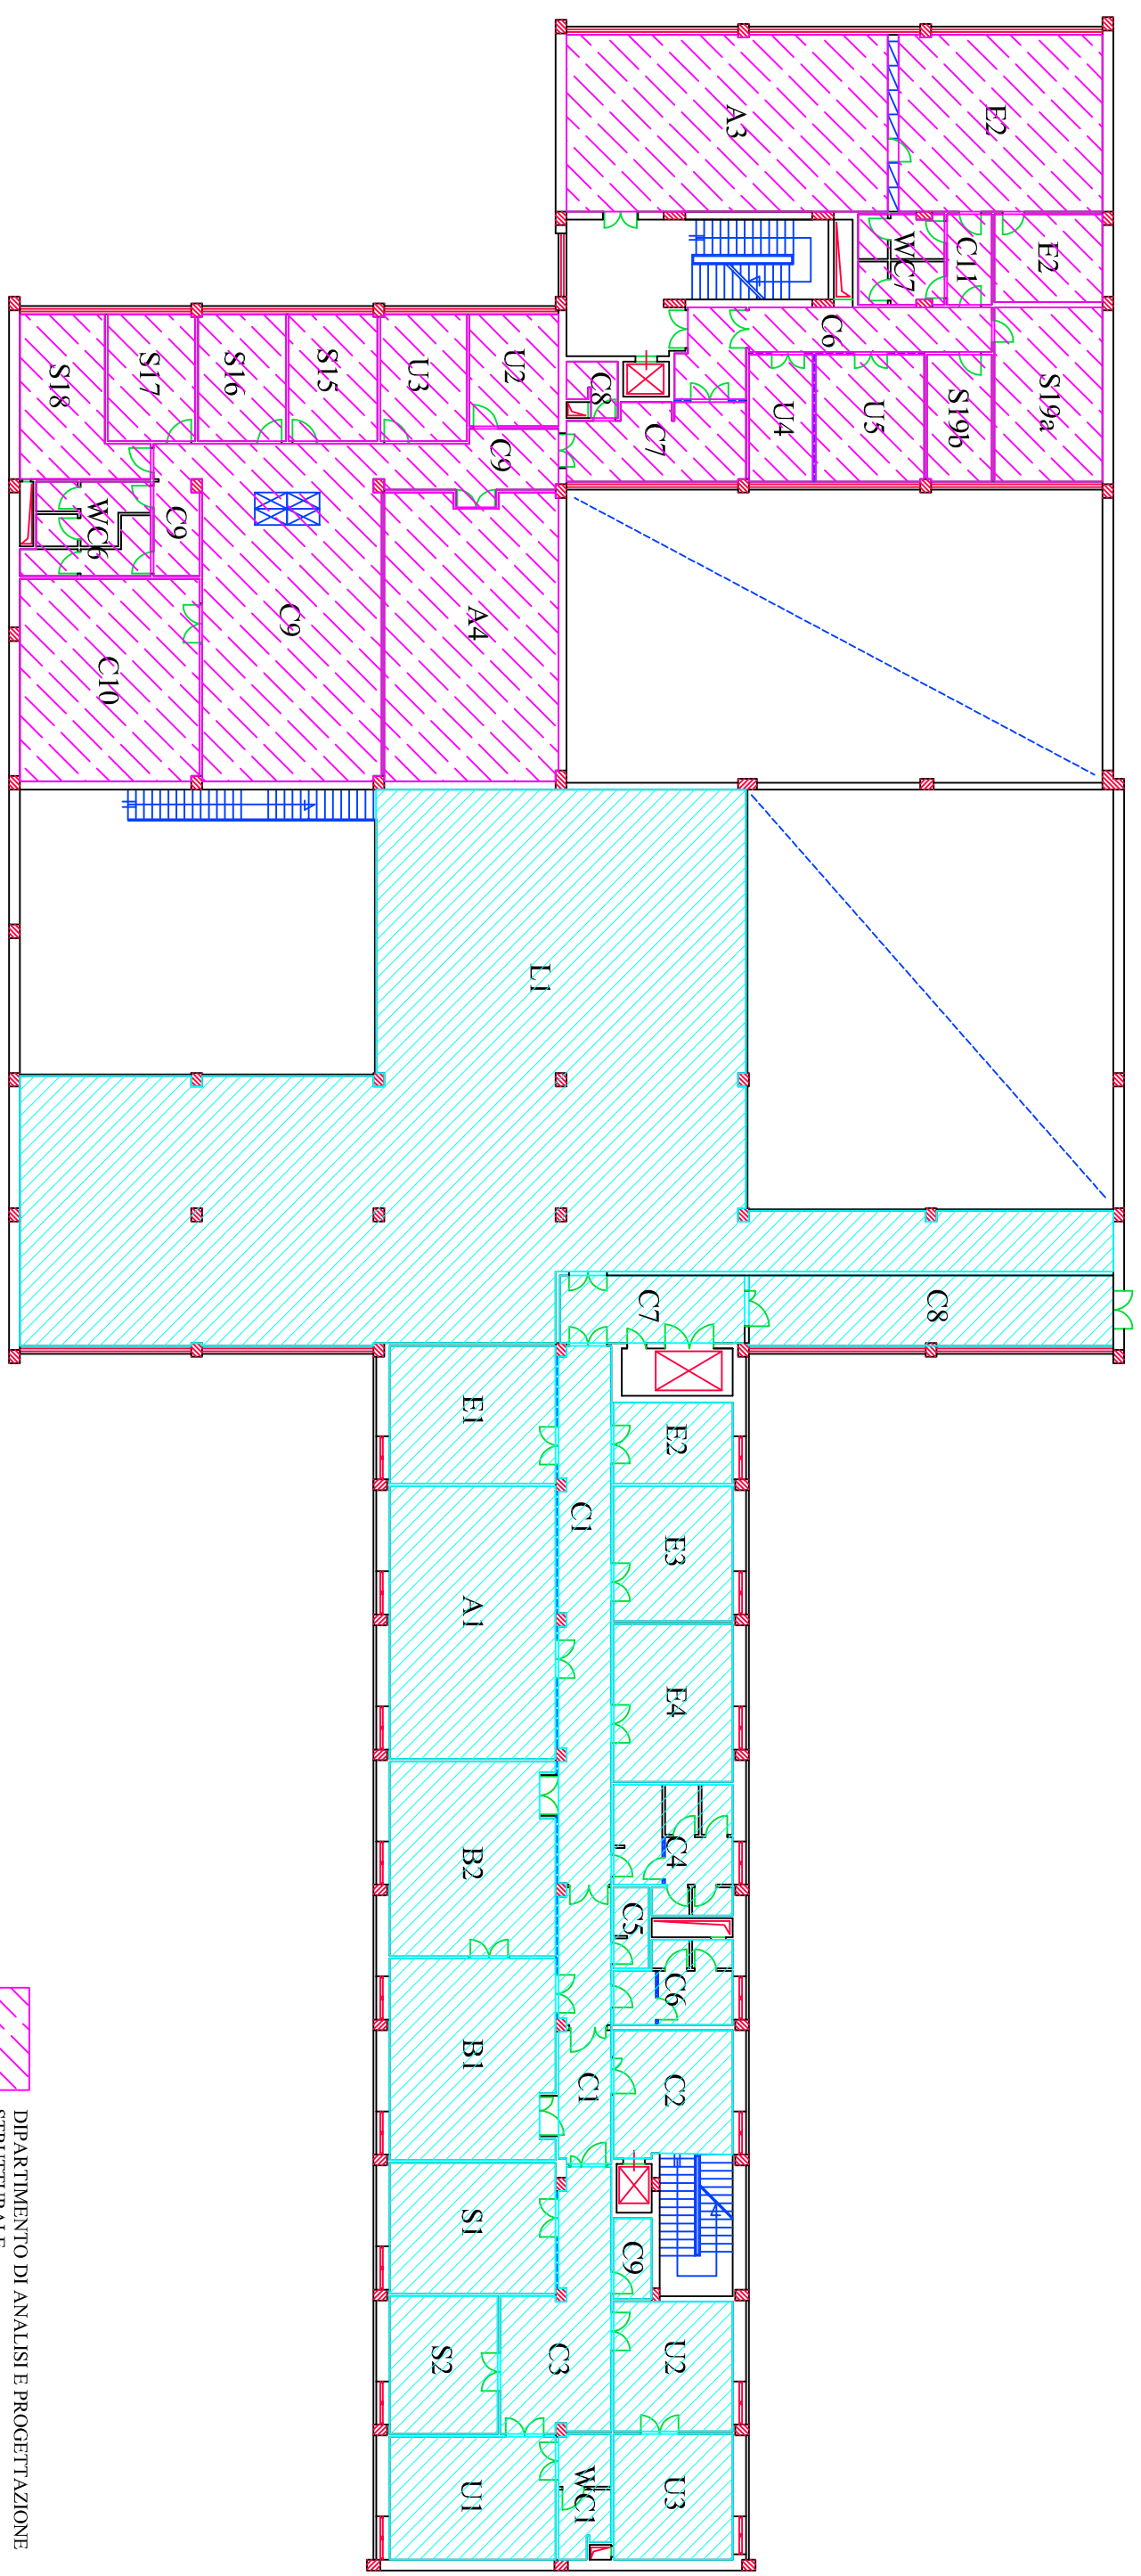 A3
E2
WC7
C11
E2
C6
S19a
S18
S17
S16
S15
U3
U2
C8
C7
U4
U5
S19b
C9
WC6
C9
C10
C9
A4
L1
C7
C8
E1
E2
C1
E3
A1
E4
B2
C4
C5
C6
B1
C1
C2
S1
C9
S2
C3
U2
U1
WC1
U3
DIPARTIMENTO DI ANALISI E PROGETTAZIONE
STRUTTURALE